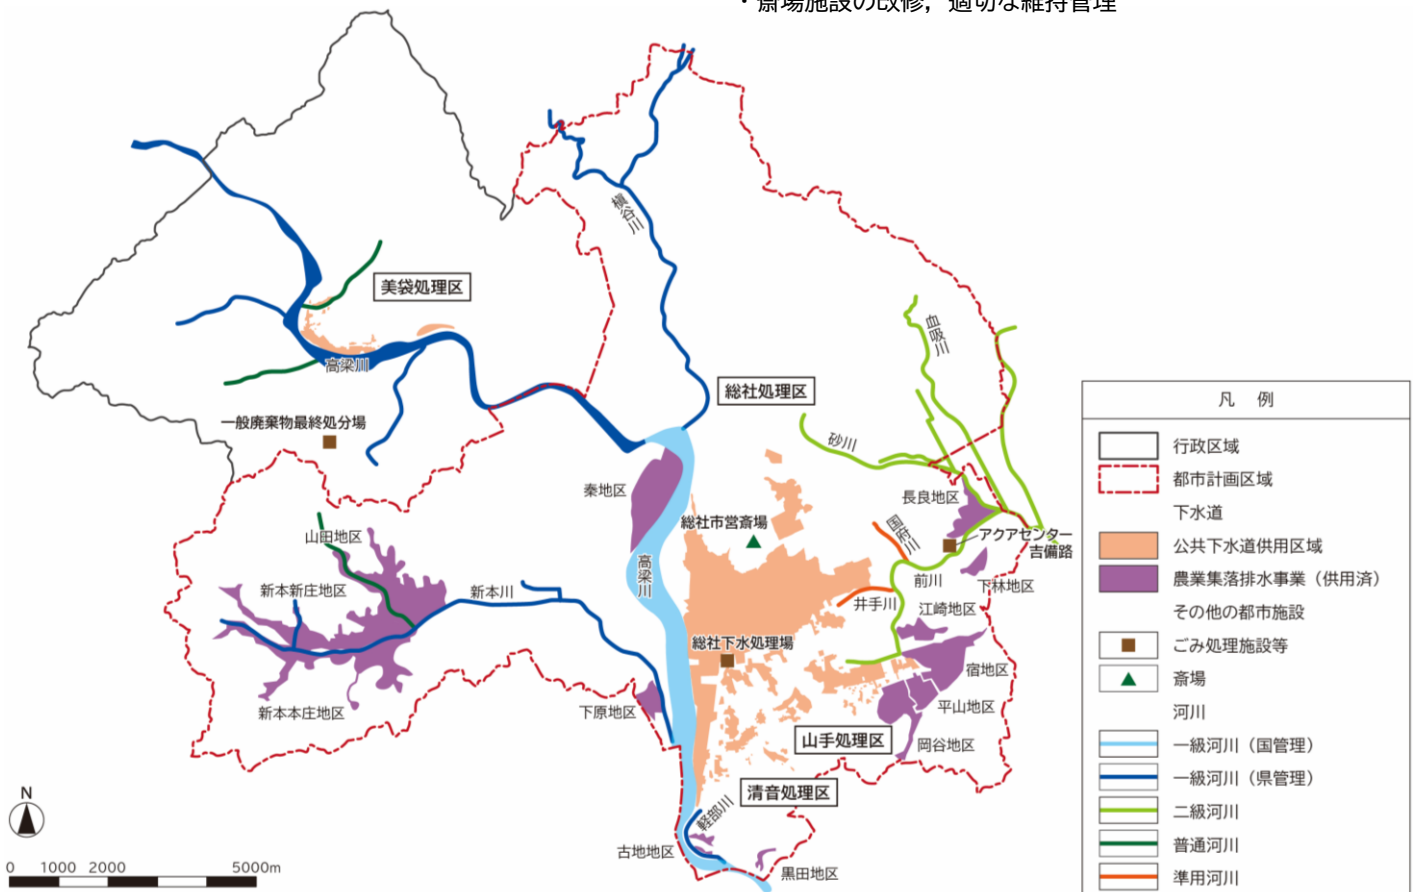 ・斎場施設の改修，適切な維持管理
槇谷川
美袋処理区
血吸川
高梁川
総社処理区
一般廃棄物最終処分場
砂川
秦地区
長良地区
総社市営斎場
国府川
アクアセンター
吉備路
山田地区
高梁川
前川
下林地区
新本新庄地区
新本川
井手川
江崎地区
総社下水処理場
宿地区
新本本庄地区
下原地区
平山地区
山手処理区
岡谷地区
清音処理区
軽部川
古地地区
黒田地区
N
0 1000 2000 5000m
凡 例
行政区域
都市計画区域
下水道
公共下水道供用区域
農業集落排水事業（供用済）
その他の都市施設
ごみ処理施設等
斎場
河川
一級河川（国管理）
一級河川（県管理）
二級河川
普通河川
準用河川